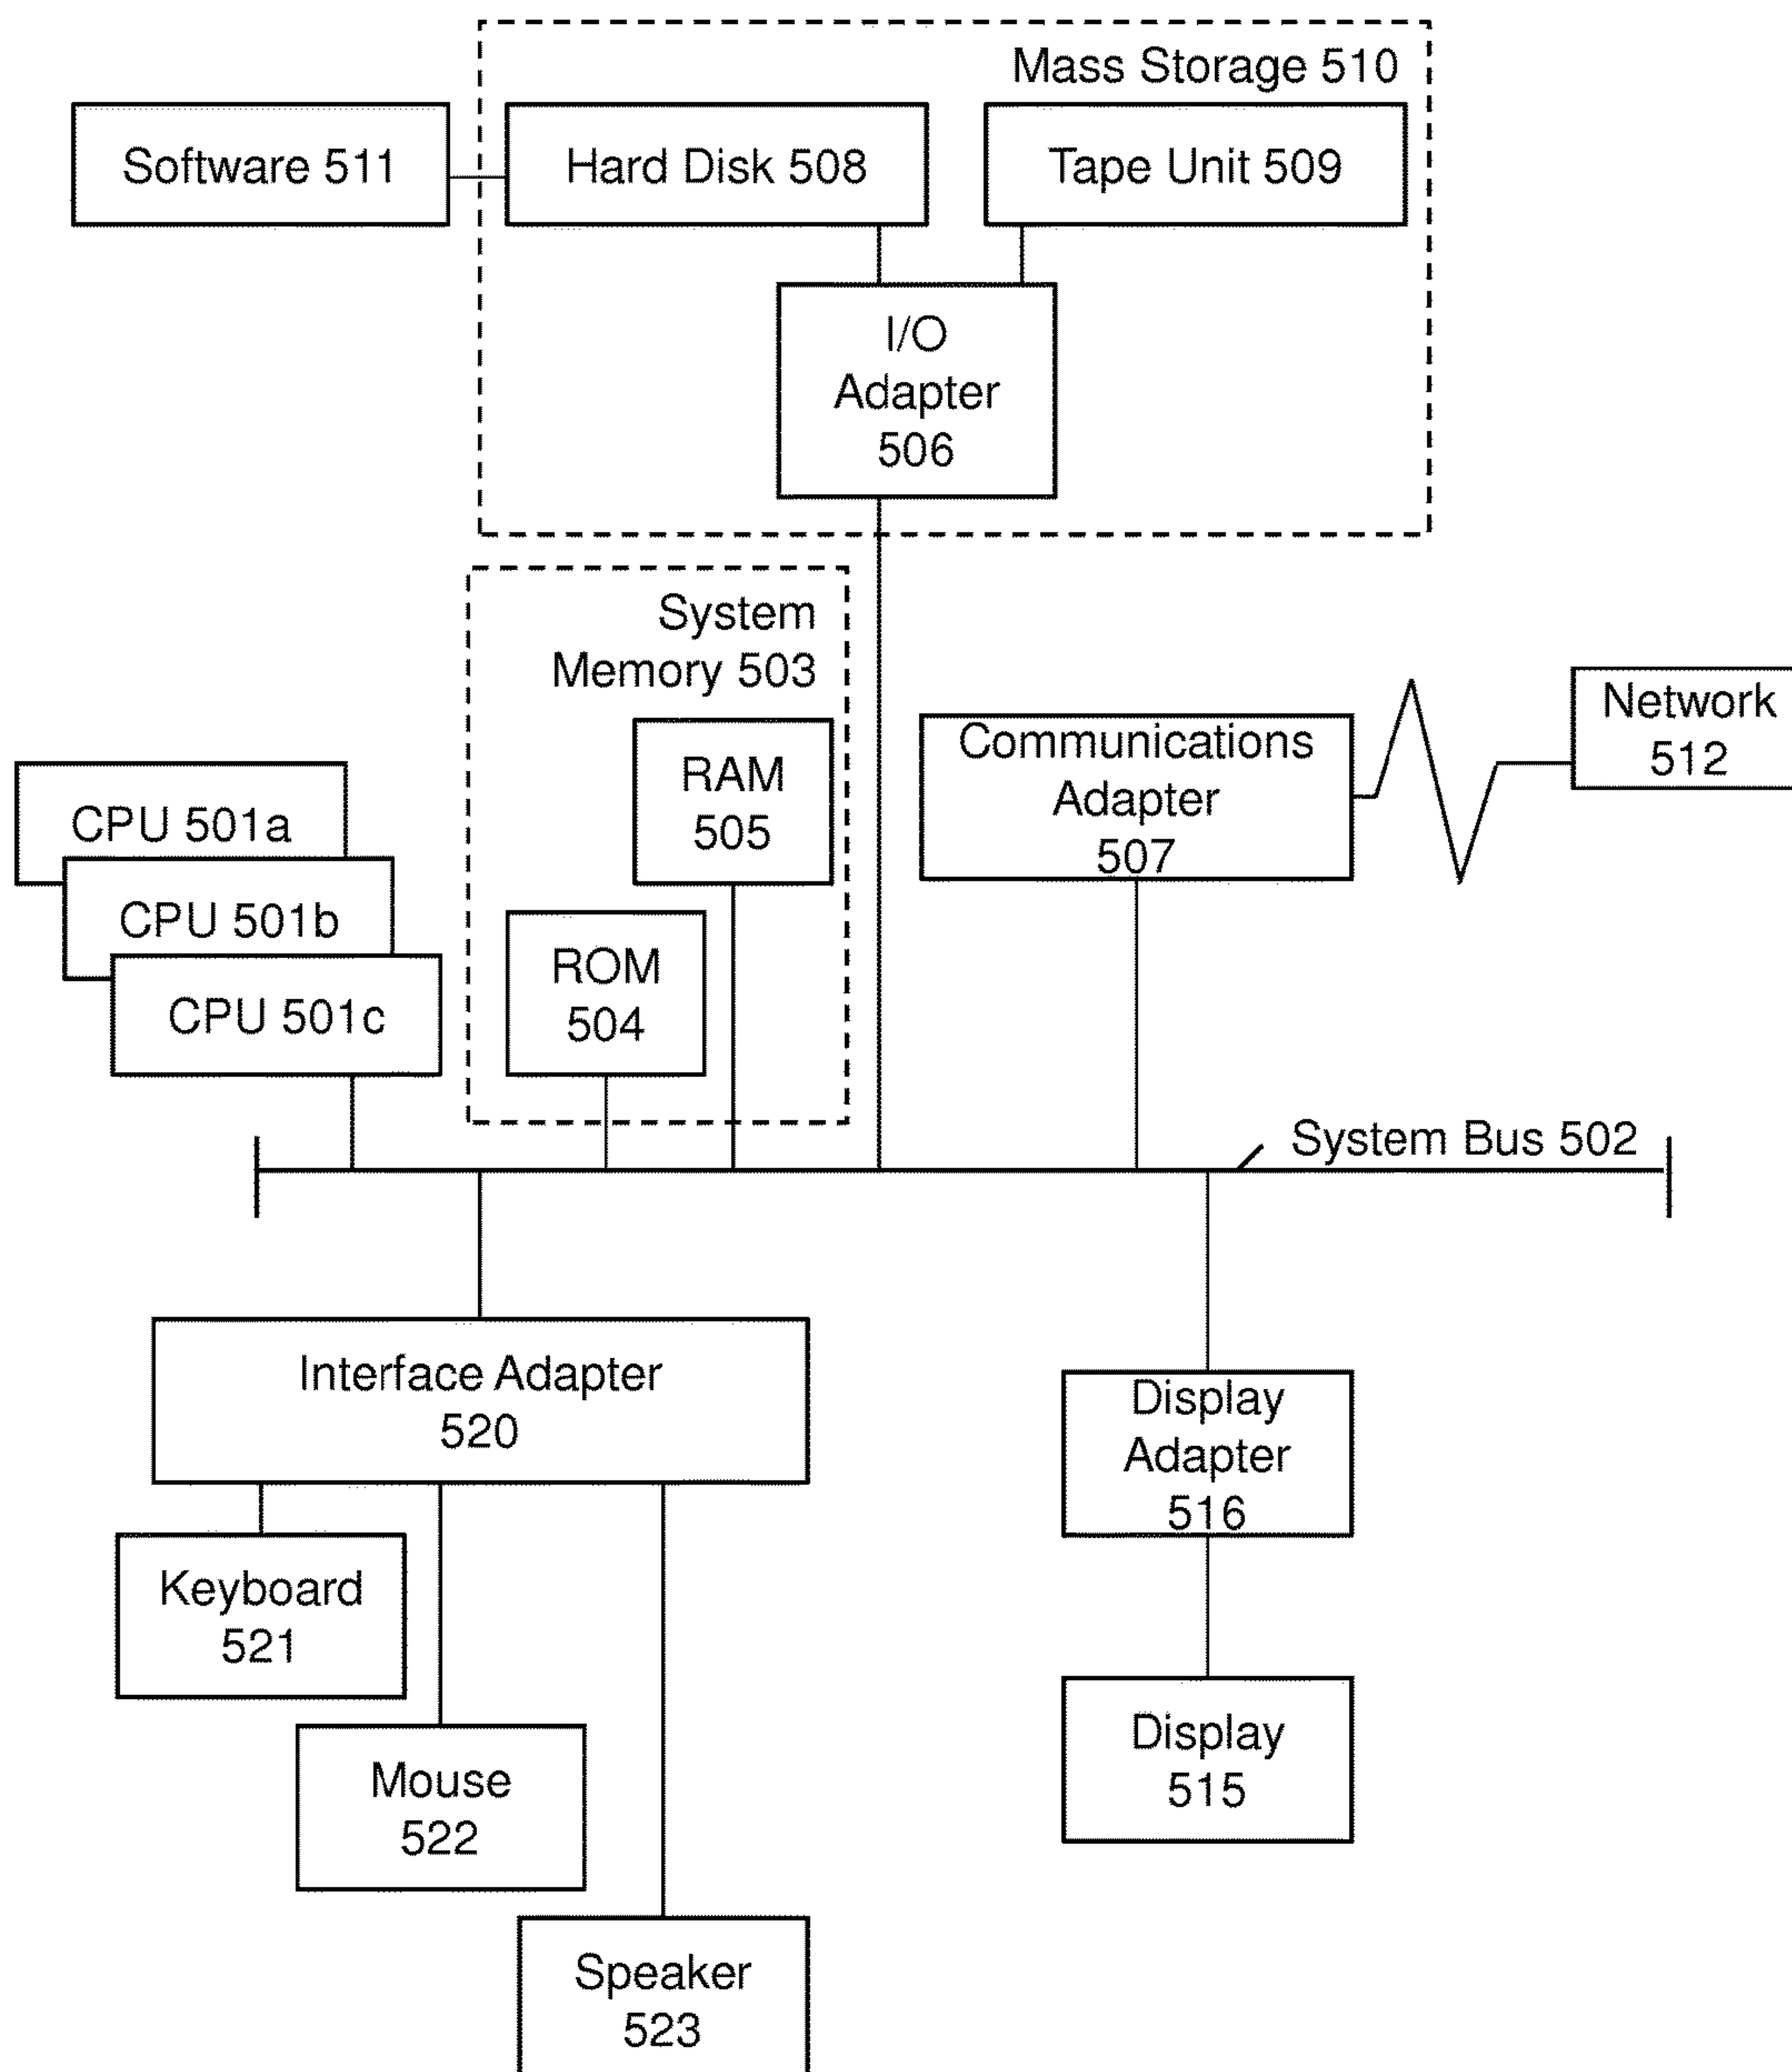 Mass Storage 510
Software 511
Hard Disk 508
Tape Unit 509
I/O
Adapter
506
System
Memory 503
RAM
505
ROM
504
Communications
Adapter
507
Network
512
CPU 501a
CPU 501b
CPU 501c
System Bus 502
Interface Adapter
520
Display
Adapter
516
Keyboard
521
Mouse
522
Display
515
Speaker
523